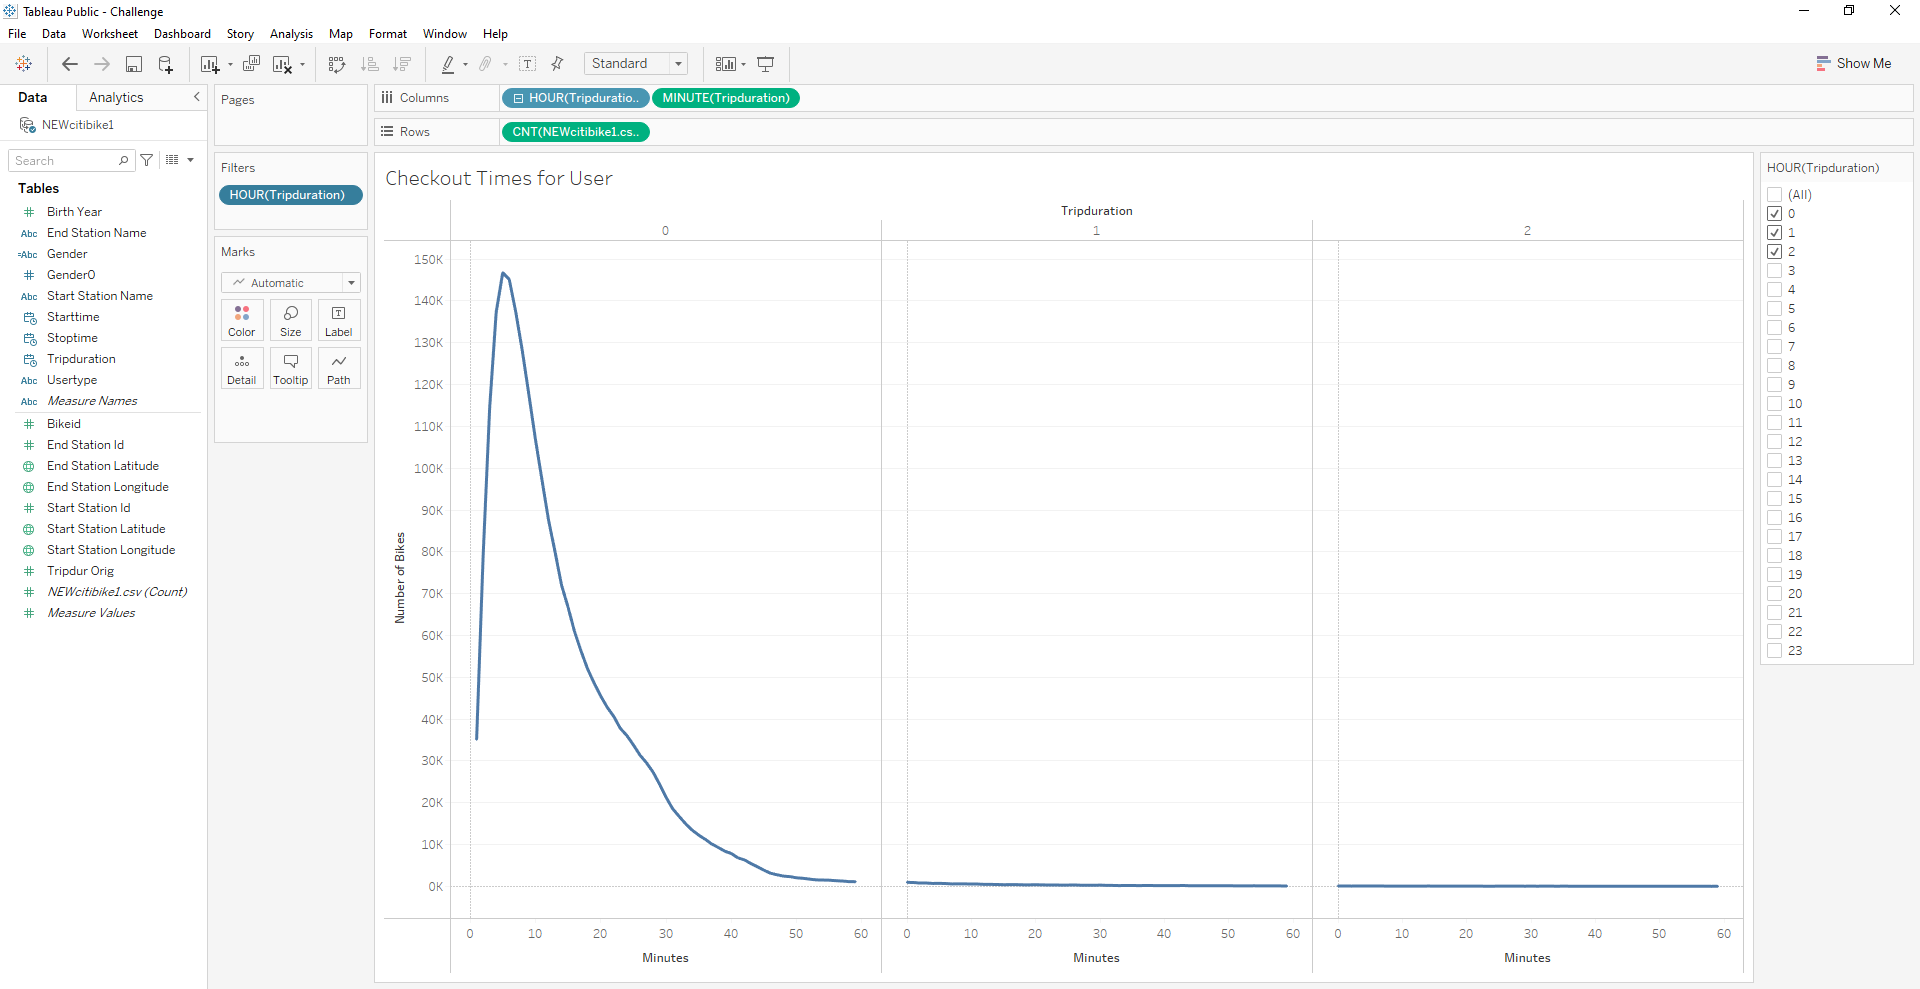 Tableau Public - Challenge
File Data Worksheet Dashboard Story Analysis Map Format Window Help
Standard
Show Me
Data
Analytics
NEWcitibike1
Search
Tables
Birth Year
Abc End Station Name
=Abc Gender
Gender0
Abc Start Station Name
Starttime
Stoptime
Tripduration
Abc Usertype
Abc Measure Names
Bikeid
End Station Id
End Station Latitude
End Station Longitude
Start Station Id
Start Station Latitude
Start Station Longitude
Tripdur Orig
NEWcitibike1.csv (Count)
Measure Values
Pages
Filters
HOUR(Tripduration)
Marks
Automatic
Color Size Label
Detail Tooltip Path
Columns
HOUR(Tripduratio.. MINUTE(Tripduration)
Rows
CNT(NEWcitibike1.cs..
Checkout Times for User
Tripduration
0 1 2
Number of Bikes
150K
140K
130K
120K
110K
100K
90K
80K
70K
60K
50K
40K
30K
20K
10K
0K
0 10 20 30 40 50 60 0 10 20 30 40 50 60 0 10 20 30 40 50 60
Minutes Minutes Minutes
HOUR(Tripduration)
(All)
0
1
2
3
4
5
6
7
8
9
10
11
12
13
14
15
16
17
18
19
20
21
22
23